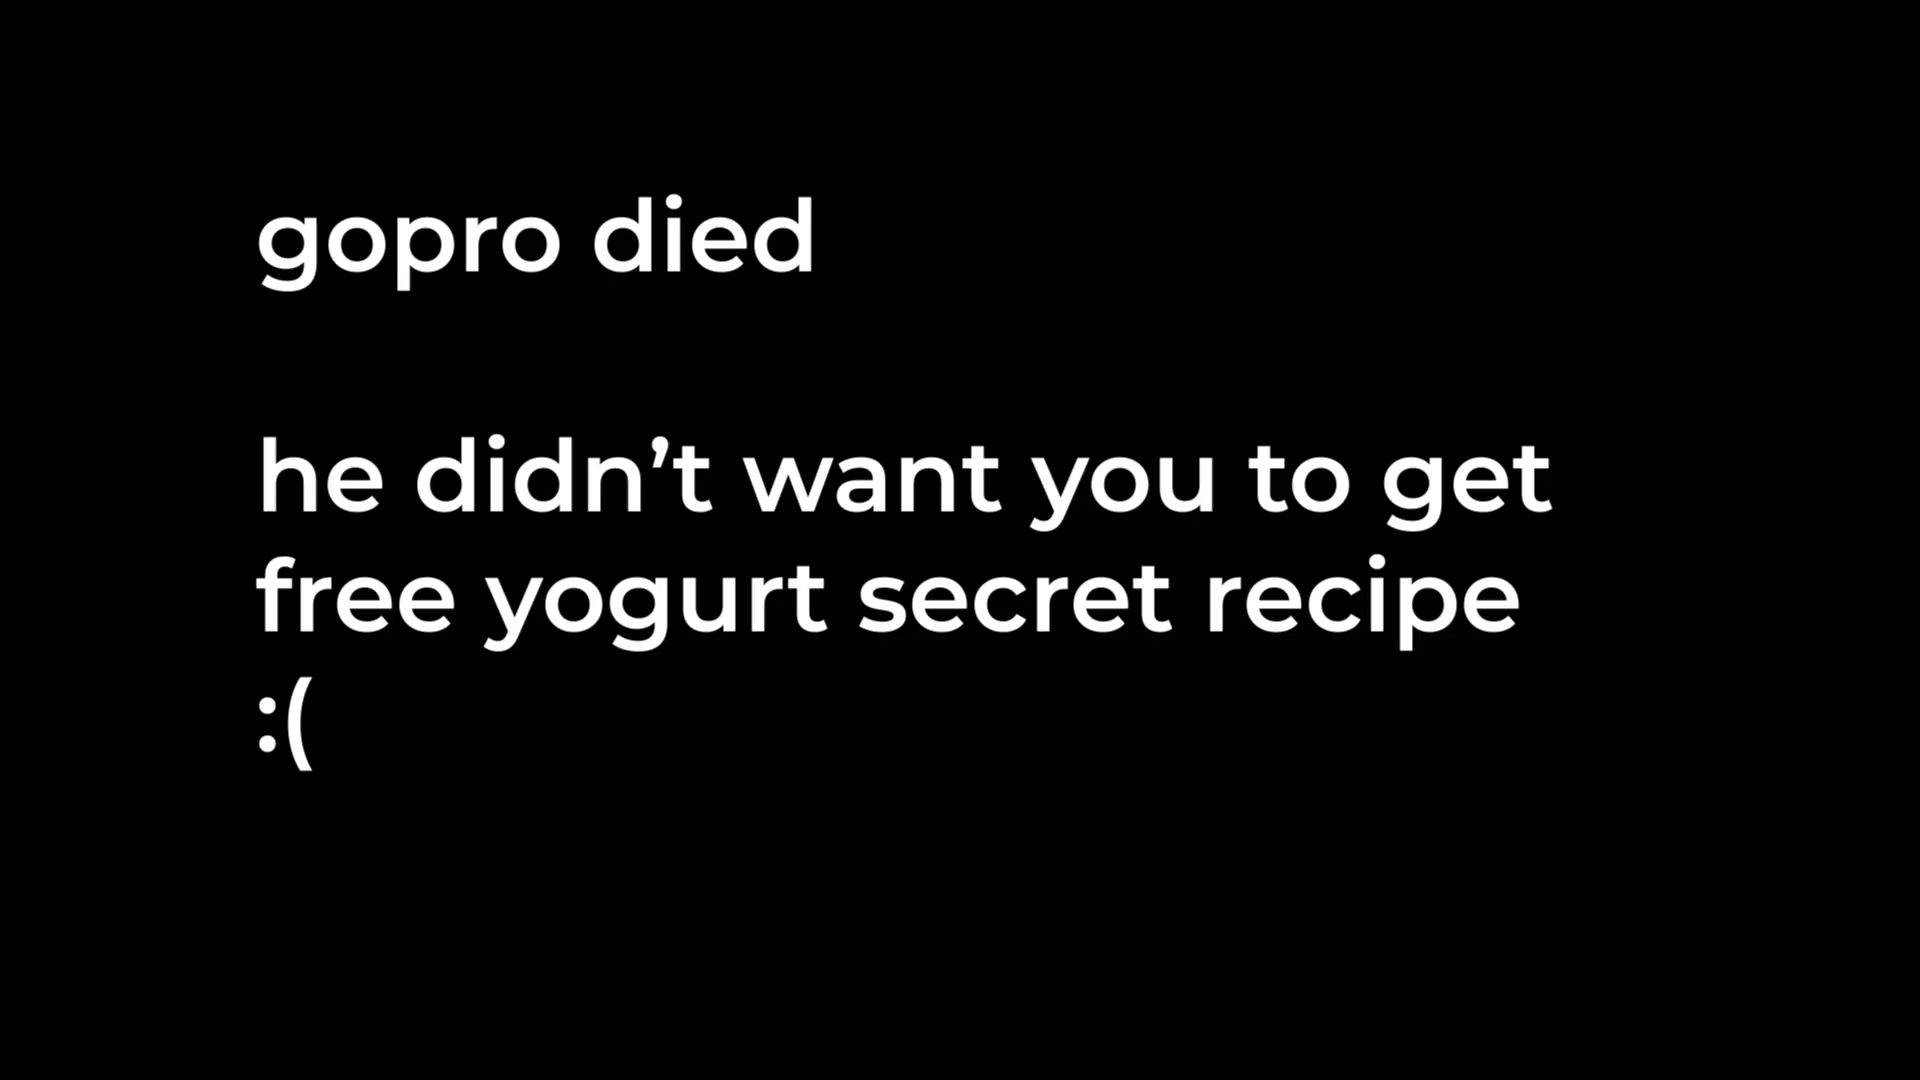 gopro died
he didn’t want you to get
free yogurt secret recipe
:(